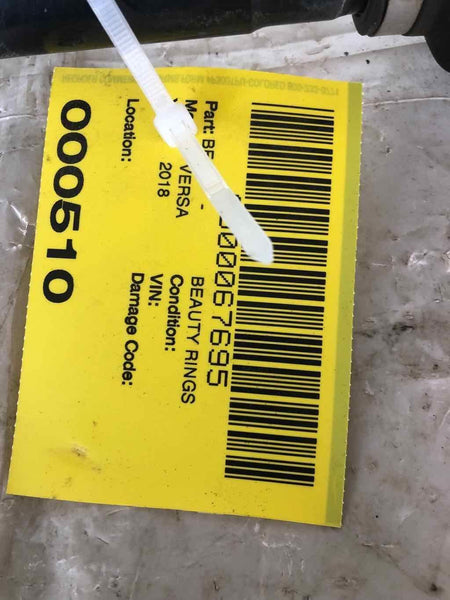 00067695
Part: BE - BEAUTY RINGS
VERSA Condition:
2018 VIN:
Location: Damage Code:
000510